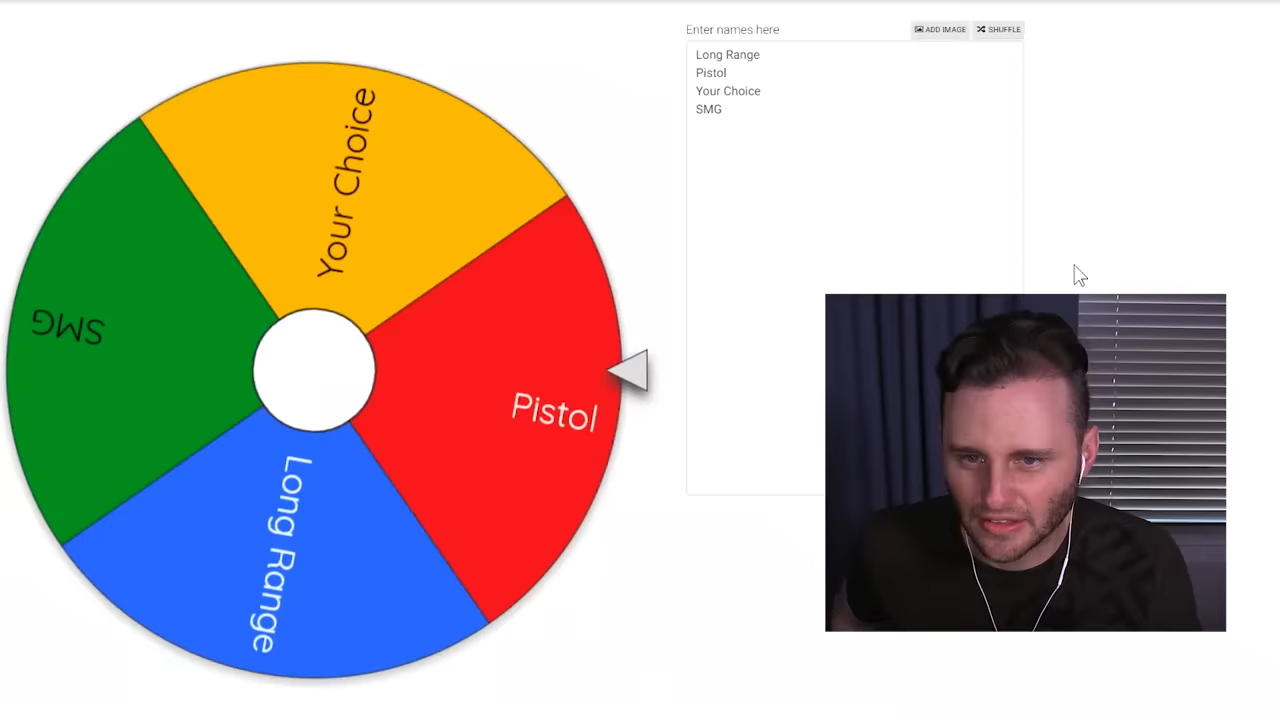 Enter names here
ADD IMAGE
SHUFFLE
Long Range
Pistol
Your Choice
SMG
Your Choice
SMG
Pistol
Long Range